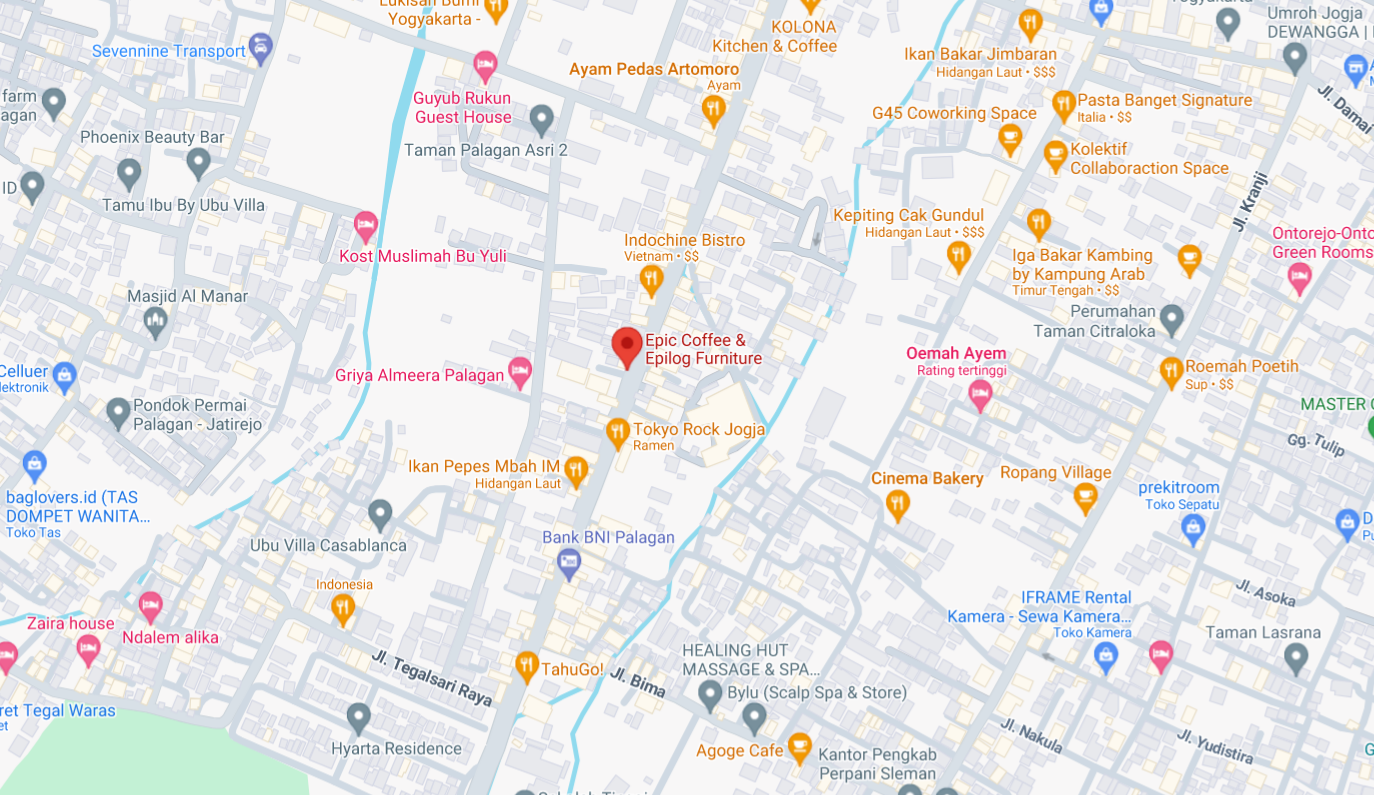 Lukisan Bumi
Yogyakarta -
KOLONA
Kitchen & Coffee
Yogyakarta
Umroh Jogja
DEWANGGA |
Sevennine Transport
Ikan Bakar Jimbaran
Hidangan Laut • $$$
Ayam Pedas Artomoro
Ayam
farm
agan
Guyub Rukun
Guest House
G45 Coworking Space
Pasta Banget Signature
Italia • $$
Jl. Damai
Phoenix Beauty Bar
Taman Palagan Asri 2
Kolektif
Collaboraction Space
ID
Tamu Ibu By Ubu Villa
Jl. Kranji
Kepiting Cak Gundul
Hidangan Laut • $$$
Kost Muslimah Bu Yuli
Indochine Bistro
Vietnam • $$
Iga Bakar Kambing
by Kampung Arab
Timur Tengah • $$
Ontorejo-Onto
Green Rooms
Masjid Al Manar
Perumahan
Taman Citraloka
Epic Coffee &
Epilog Furniture
Oemah Ayem
Rating tertinggi
Roemah Poetih
Sup • $$
Celluer
lektronik
Griya Almeera Palagan
Pondok Permai
Palagan - Jatirejo
MASTER
Tokyo Rock Jogja
Ramen
Gg. Tulip
Ikan Pepes Mbah IM
Hidangan Laut
Cinema Bakery
Ropang Village
baglovers.id (TAS
DOMPET WANITA...
Toko Tas
prekitroom
Toko Sepatu
Ubu Villa Casablanca
Bank BNI Palagan
Indonesia
Jl. Asoka
Zaira house
Ndalem alika
IFRAME Rental
Kamera - Sewa Kamera...
Toko Kamera
Taman Lasrana
Jl. Tegalsari Raya
TahuGo!
Jl. Bima
HEALING HUT
MASSAGE & SPA...
Bylu (Scalp Spa & Store)
ret Tegal Waras
et
Hyarta Residence
Agoge Cafe
Kantor Pengkab
Perpani Sleman
Jl. Nakula
Jl. Yudistira